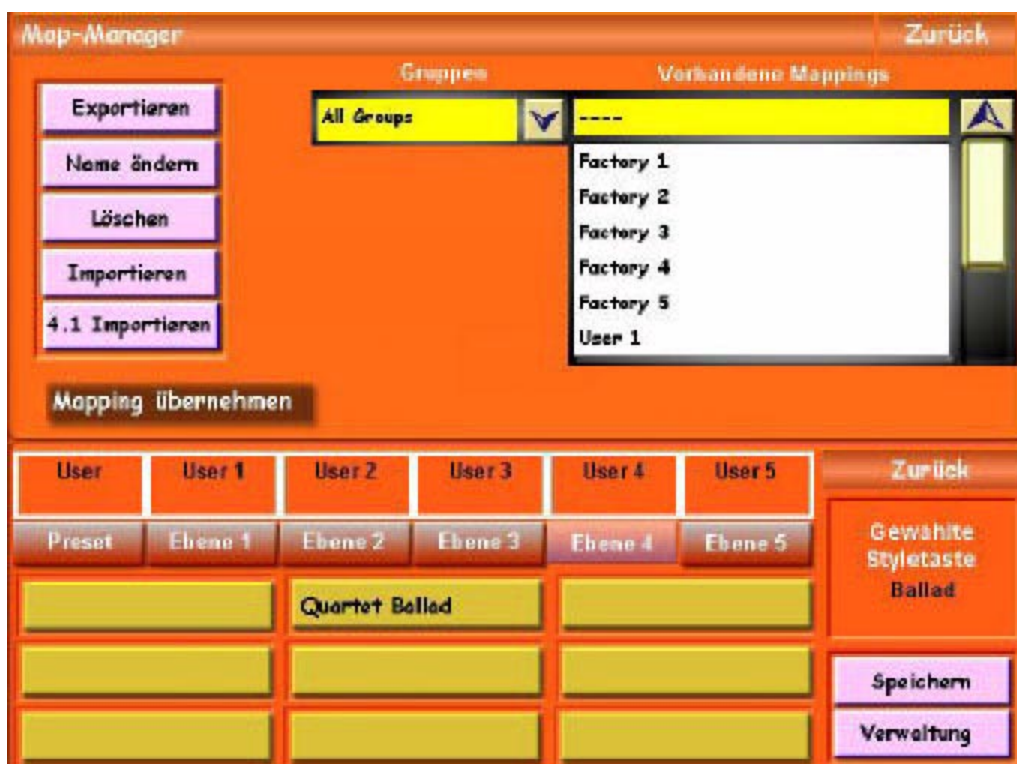 Map-Manager
Zurück
Gruppen
Vorhandene Mappings
Exportieren
Name ändern
Löschen
Importieren
4.1 Importieren
All Groups
----
Factory 1
Factory 2
Factory 3
Factory 4
Factory 5
User 1
Mapping übernehmen
User
User 1
User 2
User 3
User 4
User 5
Zurück
Preset
Ebene 1
Ebene 2
Ebene 3
Ebene 4
Ebene 5
Gewählte
Styletaste
Ballad
Quartet Ballad
Speichern
Verwaltung